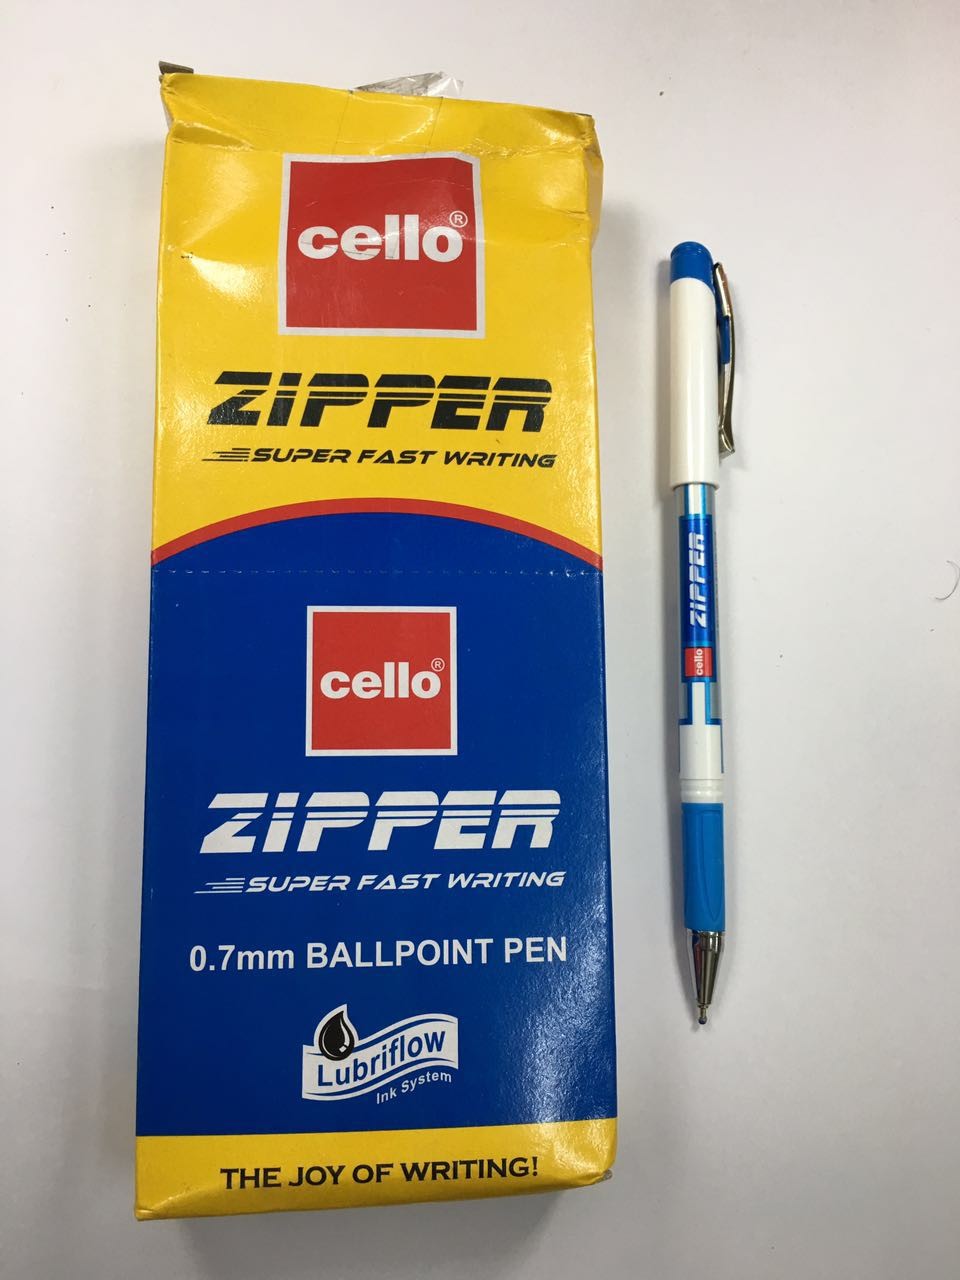 cello®
ZIPPER
SUPER FAST WRITING
cello®
ZIPPER
SUPER FAST WRITING
0.7mm BALLPOINT PEN
Lubriflow
Ink System
THE JOY OF WRITING!
ZIPPER
cello